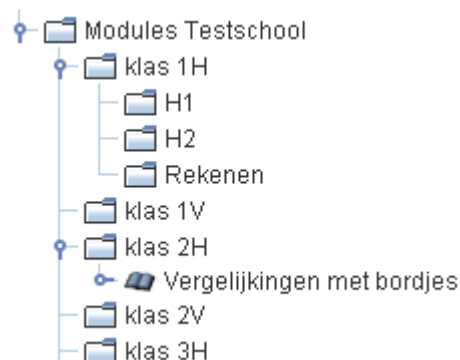 Modules Testschool
klas 1H
H1
H2
Rekenen
klas 1V
klas 2H
Vergelijkingen met bordjes
klas 2V
klas 3H